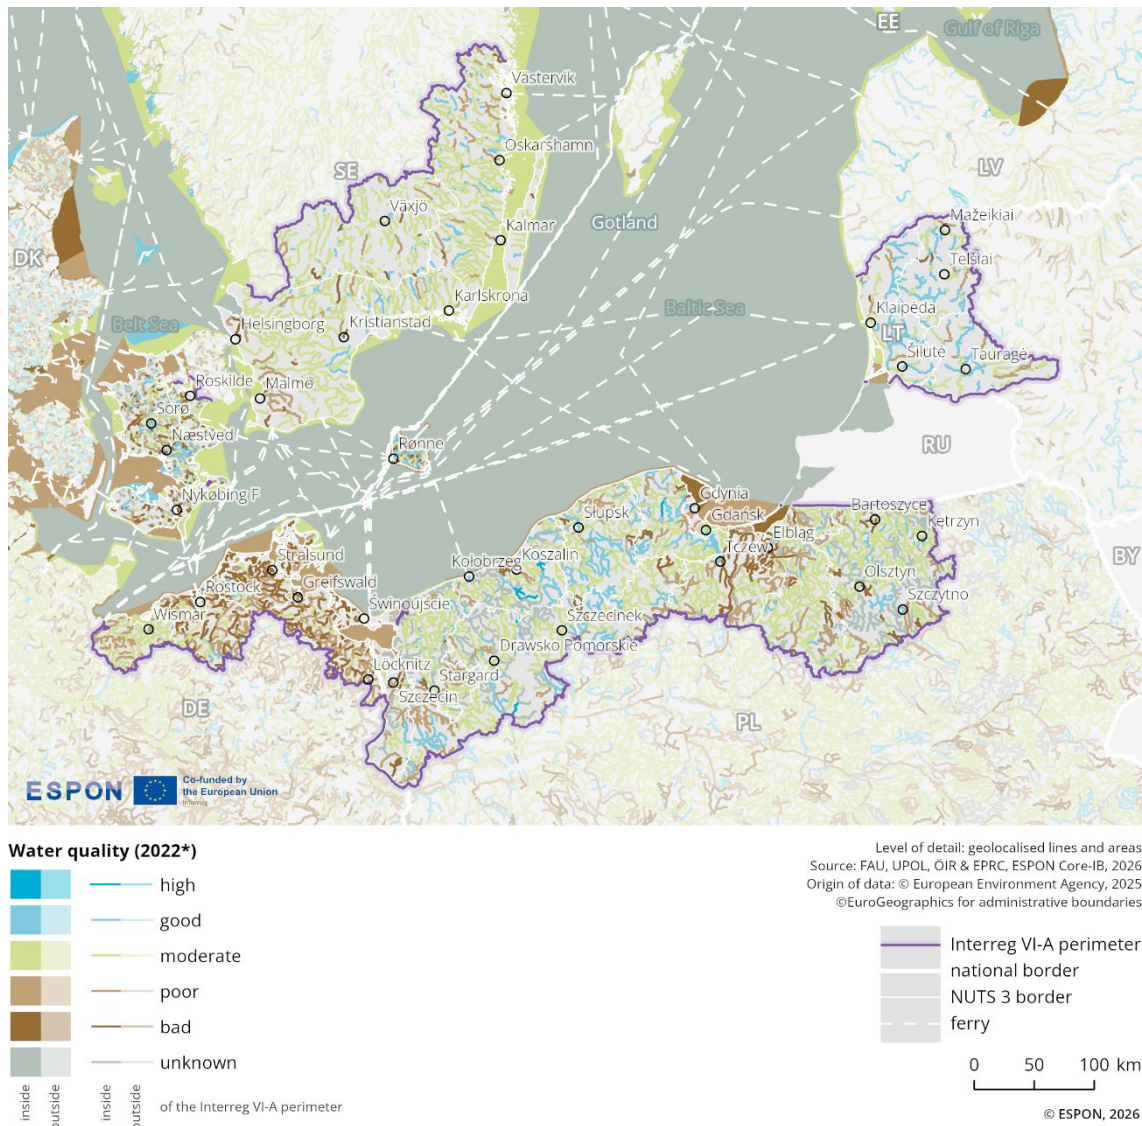 EE
Gulf of Riga
Västervik
Oskarshamn
SE
LV
Växjö
Gotland
Mažeikiai
Kalmar
DK
Telšiai
Karlskrona
Baltic Sea
Klaipėda
Belt Sea
Helsingborg
Kristianstad
LT
Šilutė
Tauragė
Roskilde
Malmö
Sorø
Næstved
Rønne
RU
Nykøbing F
Gdynia
Słupsk
Gdańsk
Bartoszyce
Kętrzyn
Elbląg
Stralsund
Kołobrzeg
Koszalin
Tczew
BY
Rostock
Greifswald
Olsztyn
Wismar
Świnoujście
Szczecinek
Szczytno
Drawsko Pomorskie
Löcknitz
Stargard
Szczecin
DE
PL
ESPON
Co-funded by
the European Union
Interreg
Water quality (2022*)
high
good
moderate
poor
bad
unknown
inside
outside
inside
outside
of the Interreg VI-A perimeter
Level of detail: geolocalised lines and areas
Source: FAU, UPOL, ÖIR & EPRC, ESPON Core-IB, 2026
Origin of data: © European Environment Agency, 2025
©EuroGeographics for administrative boundaries
Interreg VI-A perimeter
national border
NUTS 3 border
ferry
0 50 100 km
© ESPON, 2026